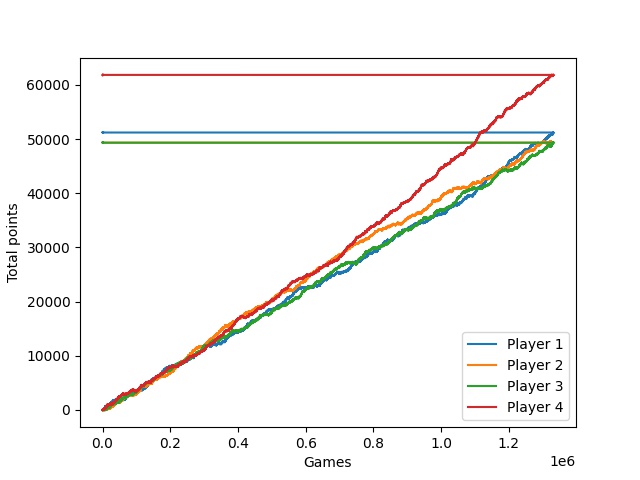 60000
50000
40000
30000
20000
10000
0
Total points
0.0 0.2 0.4 0.6 0.8 1.0 1.2
1e6
Games
Player 1
Player 2
Player 3
Player 4